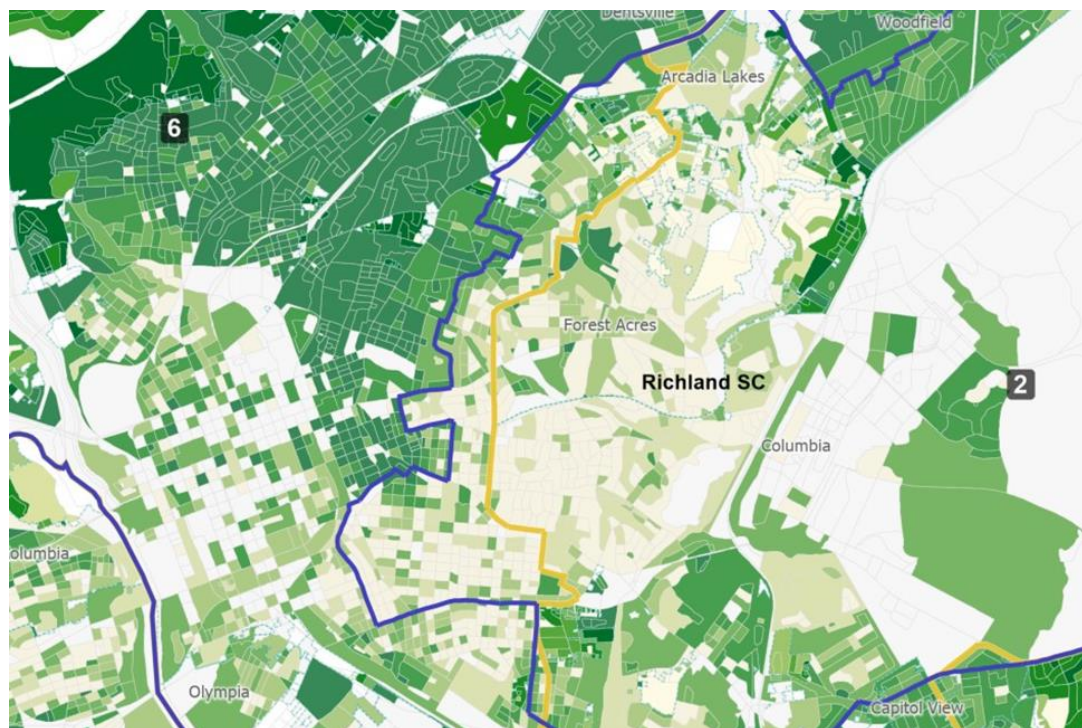 Dentsville
Woodfield
Arcadia Lakes
6
Forest Acres
Richland SC
2
Columbia
olumbia
Olympia
Capitol View